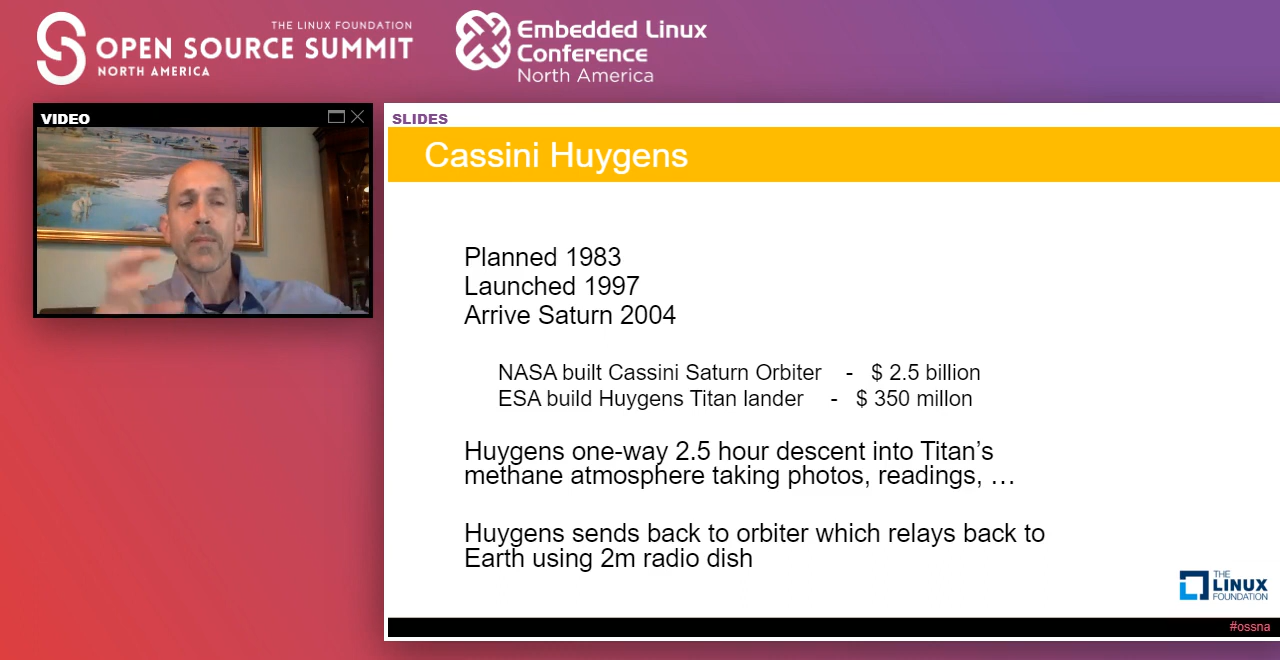 THE LINUX FOUNDATION
OPEN SOURCE SUMMIT
NORTH AMERICA
Embedded Linux
Conference
North America
VIDEO
SLIDES
Cassini Huygens
Planned 1983
Launched 1997
Arrive Saturn 2004
NASA built Cassini Saturn Orbiter - $ 2.5 billion
ESA build Huygens Titan lander - $ 350 millon
Huygens one-way 2.5 hour descent into Titan’s
methane atmosphere taking photos, readings, …
Huygens sends back to orbiter which relays back to
Earth using 2m radio dish
THE
LINUX
FOUNDATION
#ossna